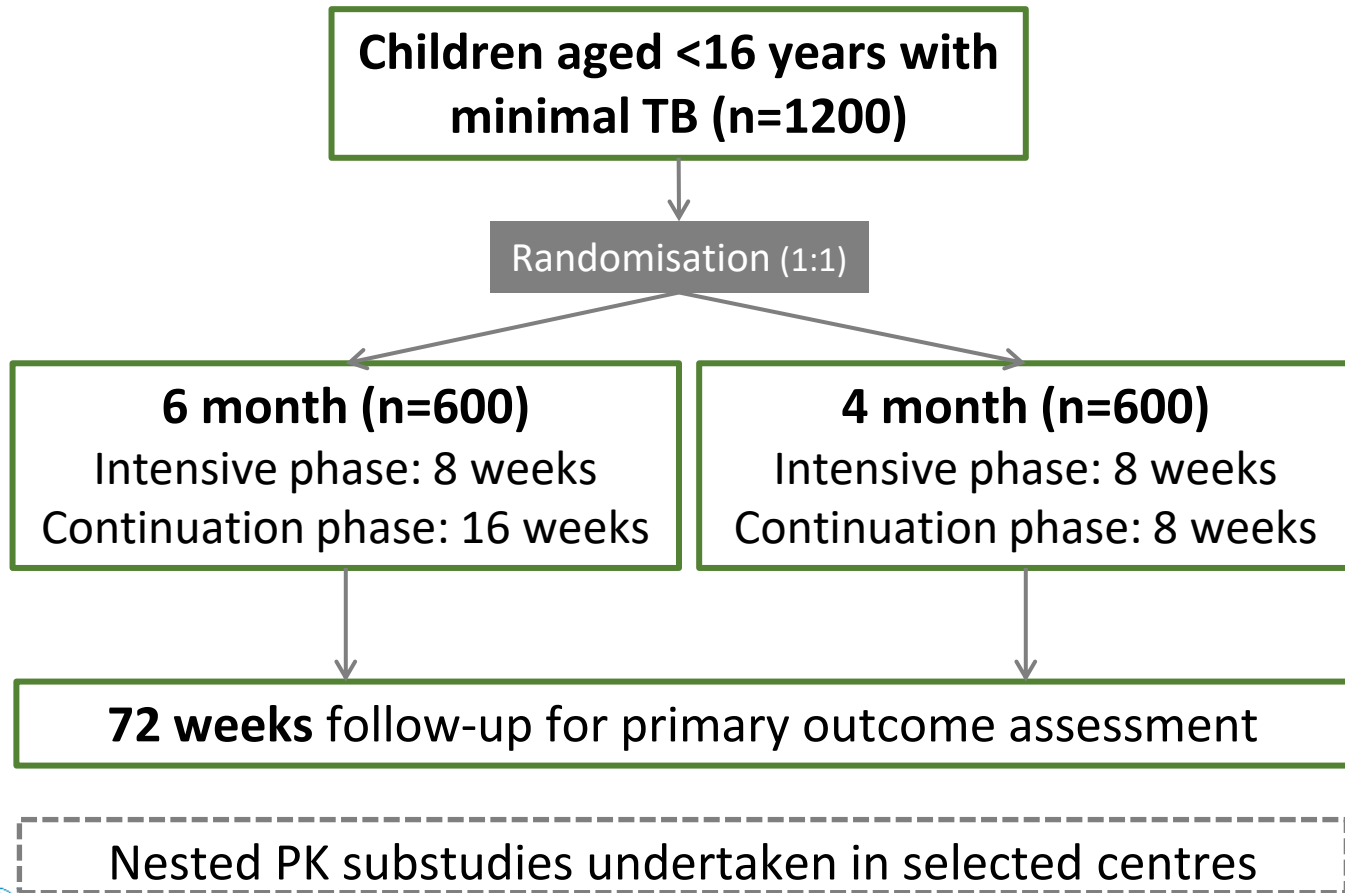 Children aged <16 years with
minimal TB (n=1200)
Randomisation (1:1)
6 month (n=600)
Intensive phase: 8 weeks
Continuation phase: 16 weeks
4 month (n=600)
Intensive phase: 8 weeks
Continuation phase: 8 weeks
72 weeks follow-up for primary outcome assessment
Nested PK substudies undertaken in selected centres